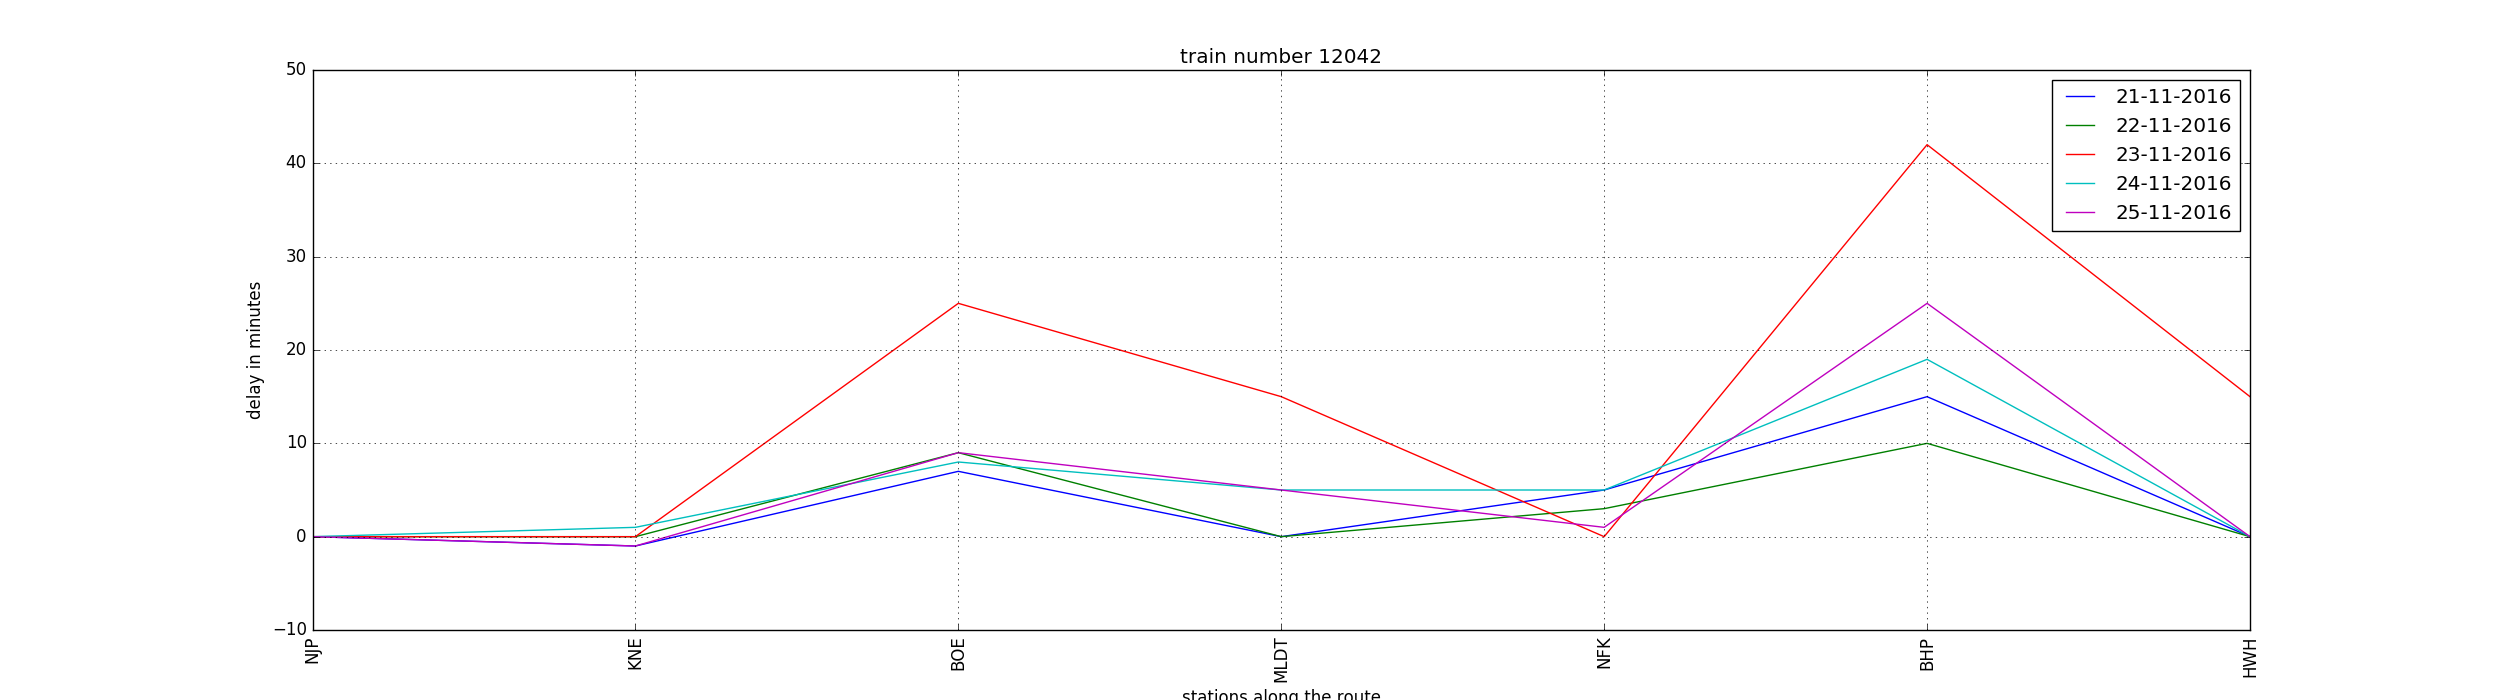 train number 12042
50
40
30
20
10
0
−10
delay in minutes
21-11-2016
22-11-2016
23-11-2016
24-11-2016
25-11-2016
NJP
KNE
BOE
MLDT
NFK
BHP
HWH
stations along the route